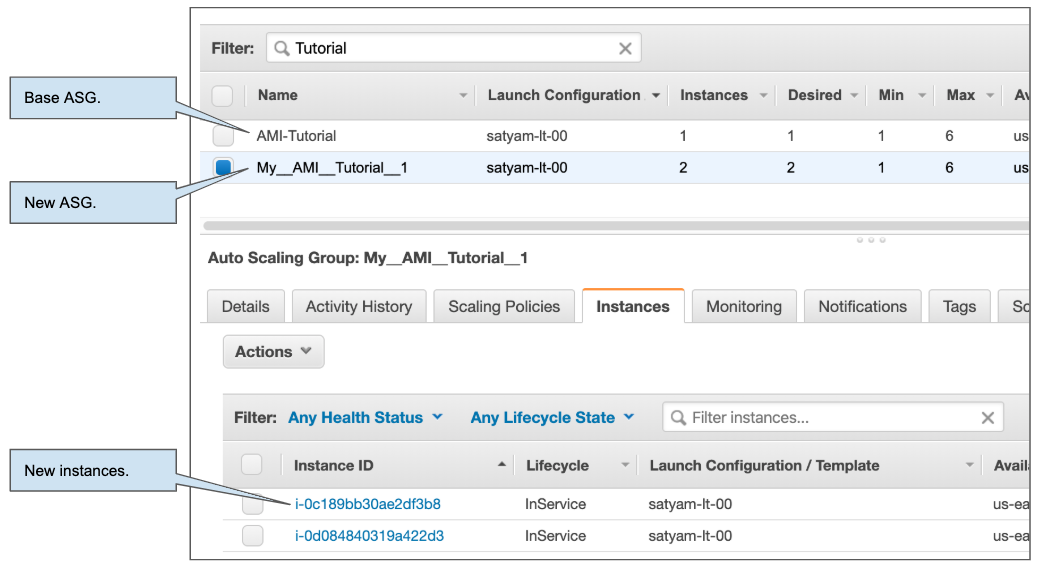 Filter: Tutorial
Base ASG.
Name Launch Configuration Instances Desired Min Max Av
AMI-Tutorial satyam-lt-00 1 1 1 6 us
My__AMI__Tutorial__1 satyam-lt-00 2 2 1 6 us
New ASG.
Auto Scaling Group: My__AMI__Tutorial__1
Details Activity History Scaling Policies Instances Monitoring Notifications Tags Sc
Actions
Filter: Any Health Status Any Lifecycle State Filter instances...
New instances.
Instance ID Lifecycle Launch Configuration / Template Availa
i-0c189bb30ae2df3b8 InService satyam-lt-00 us-ea
i-0d084840319a422d3 InService satyam-lt-00 us-ea